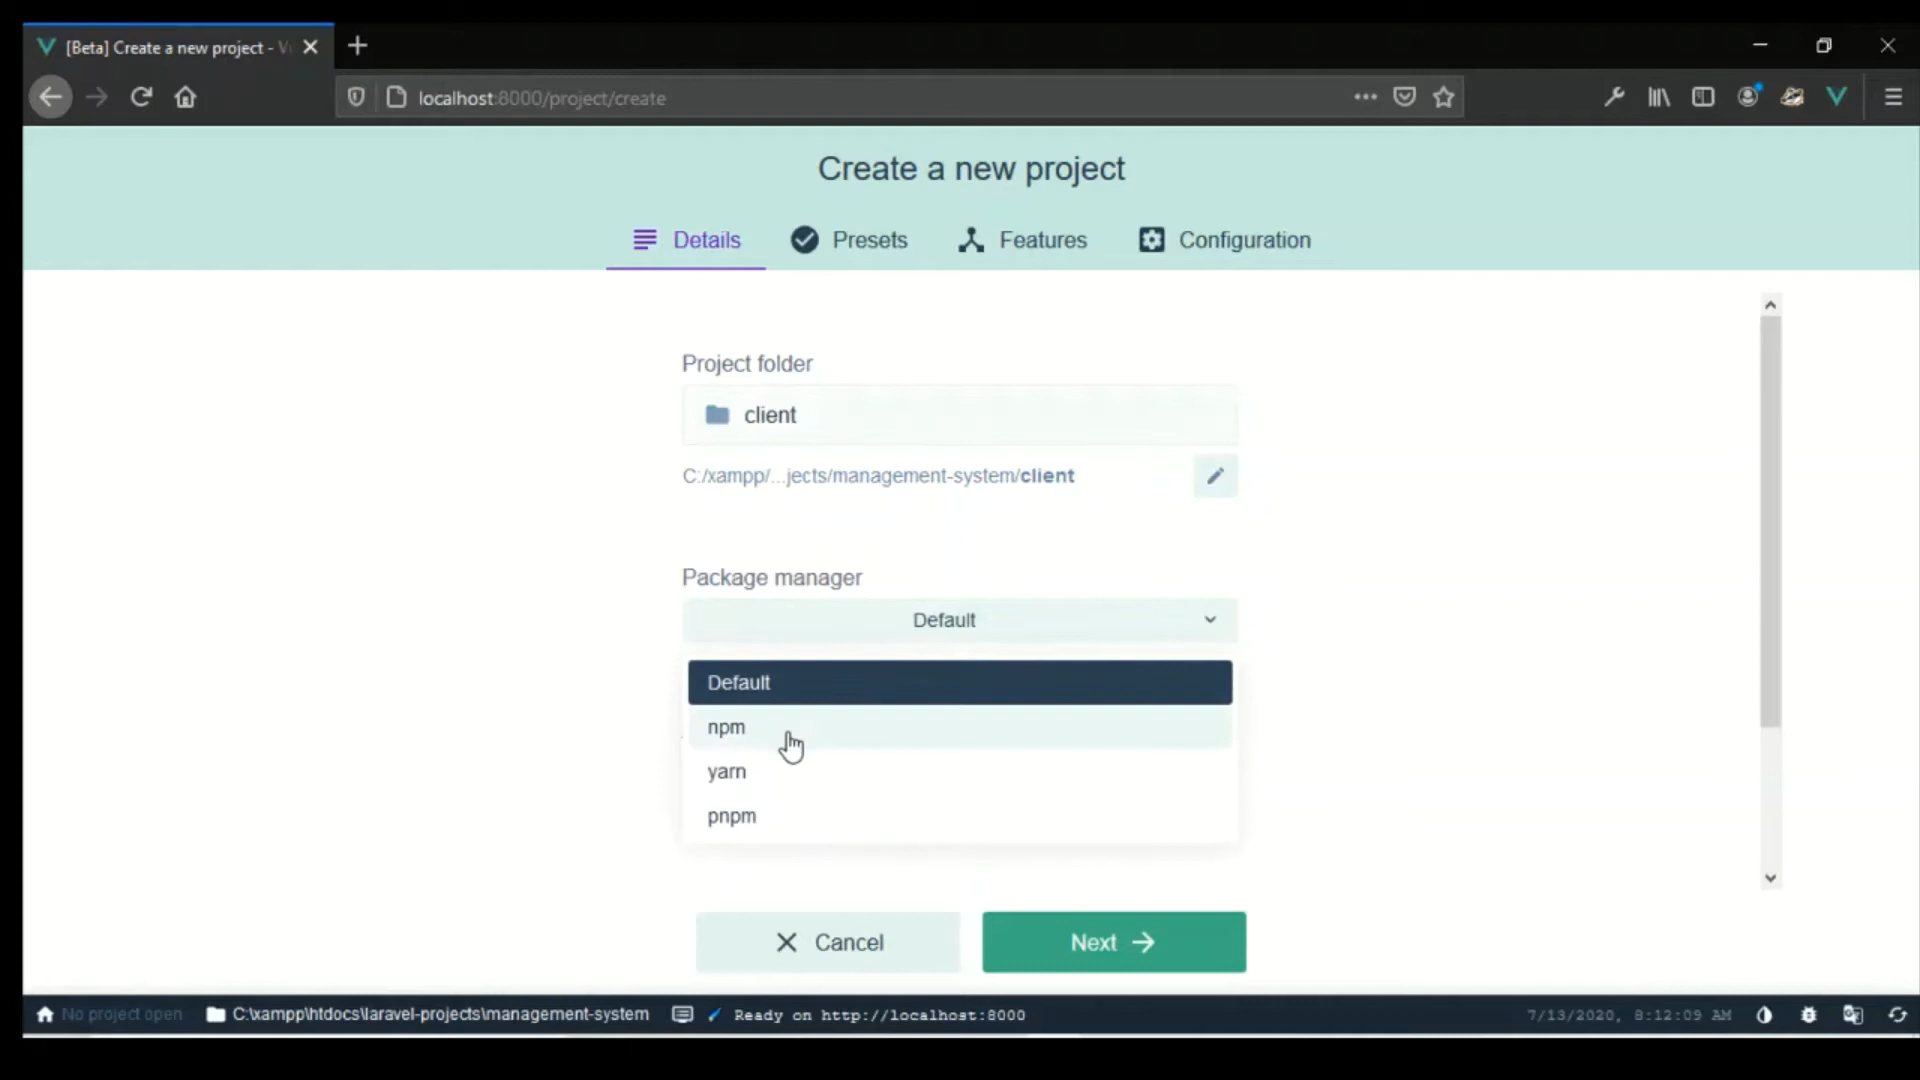 [Beta] Create a new project - V
localhost:8000/project/create
Create a new project
Details
Presets
Features
Configuration
Project folder
client
C:/xampp/...jects/management-system/client
Package manager
Default
Default
npm
yarn
pnpm
Cancel
Next
No project open
C:\xampp\htdocs\laravel-projects\management-system
Ready on http://localhost:8000
7/13/2020, 8:12:09 AM